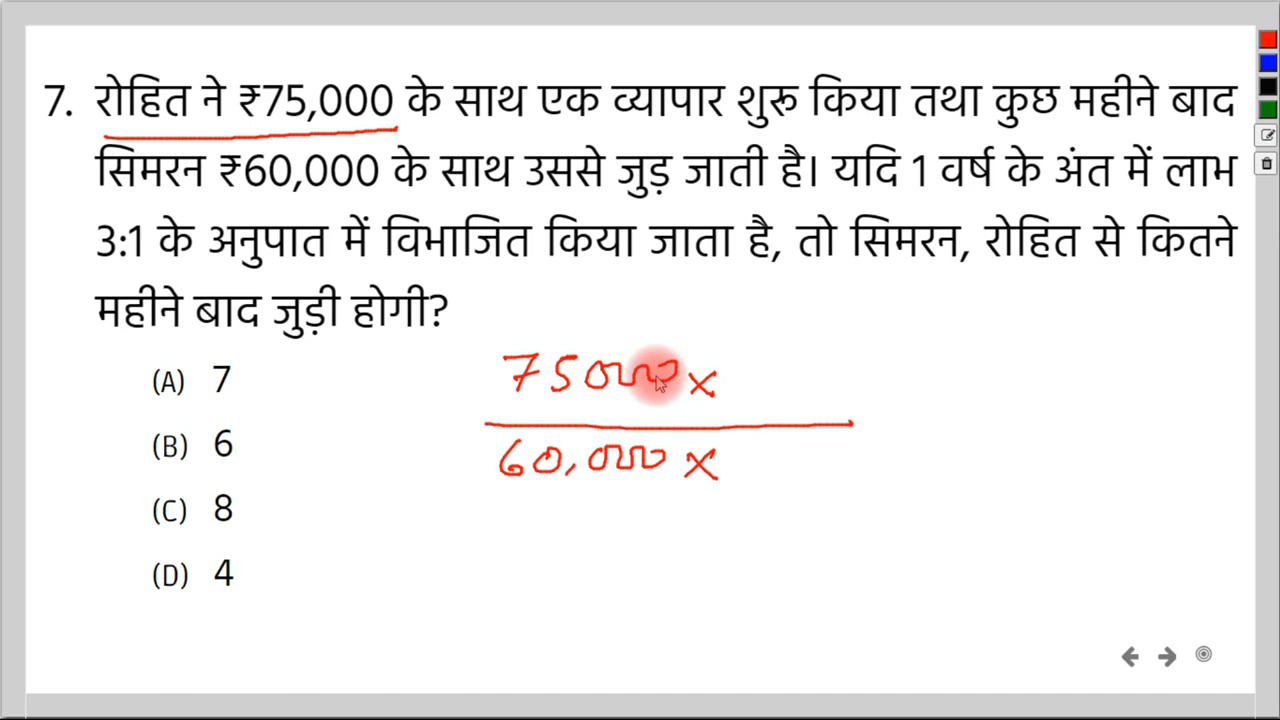 7. रोहित ने ₹75,000 के साथ एक व्यापार शुरू किया तथा कुछ महीने बाद
सिमरन ₹60,000 के साथ उससे जुड़ जाती है। यदि 1 वर्ष के अंत में लाभ
3:1 के अनुपात में विभाजित किया जाता है, तो सिमरन, रोहित से कितने
महीने बाद जुड़ी होगी?
(A) 7
(B) 6
(C) 8
(D) 4
75000 x
60,000 x